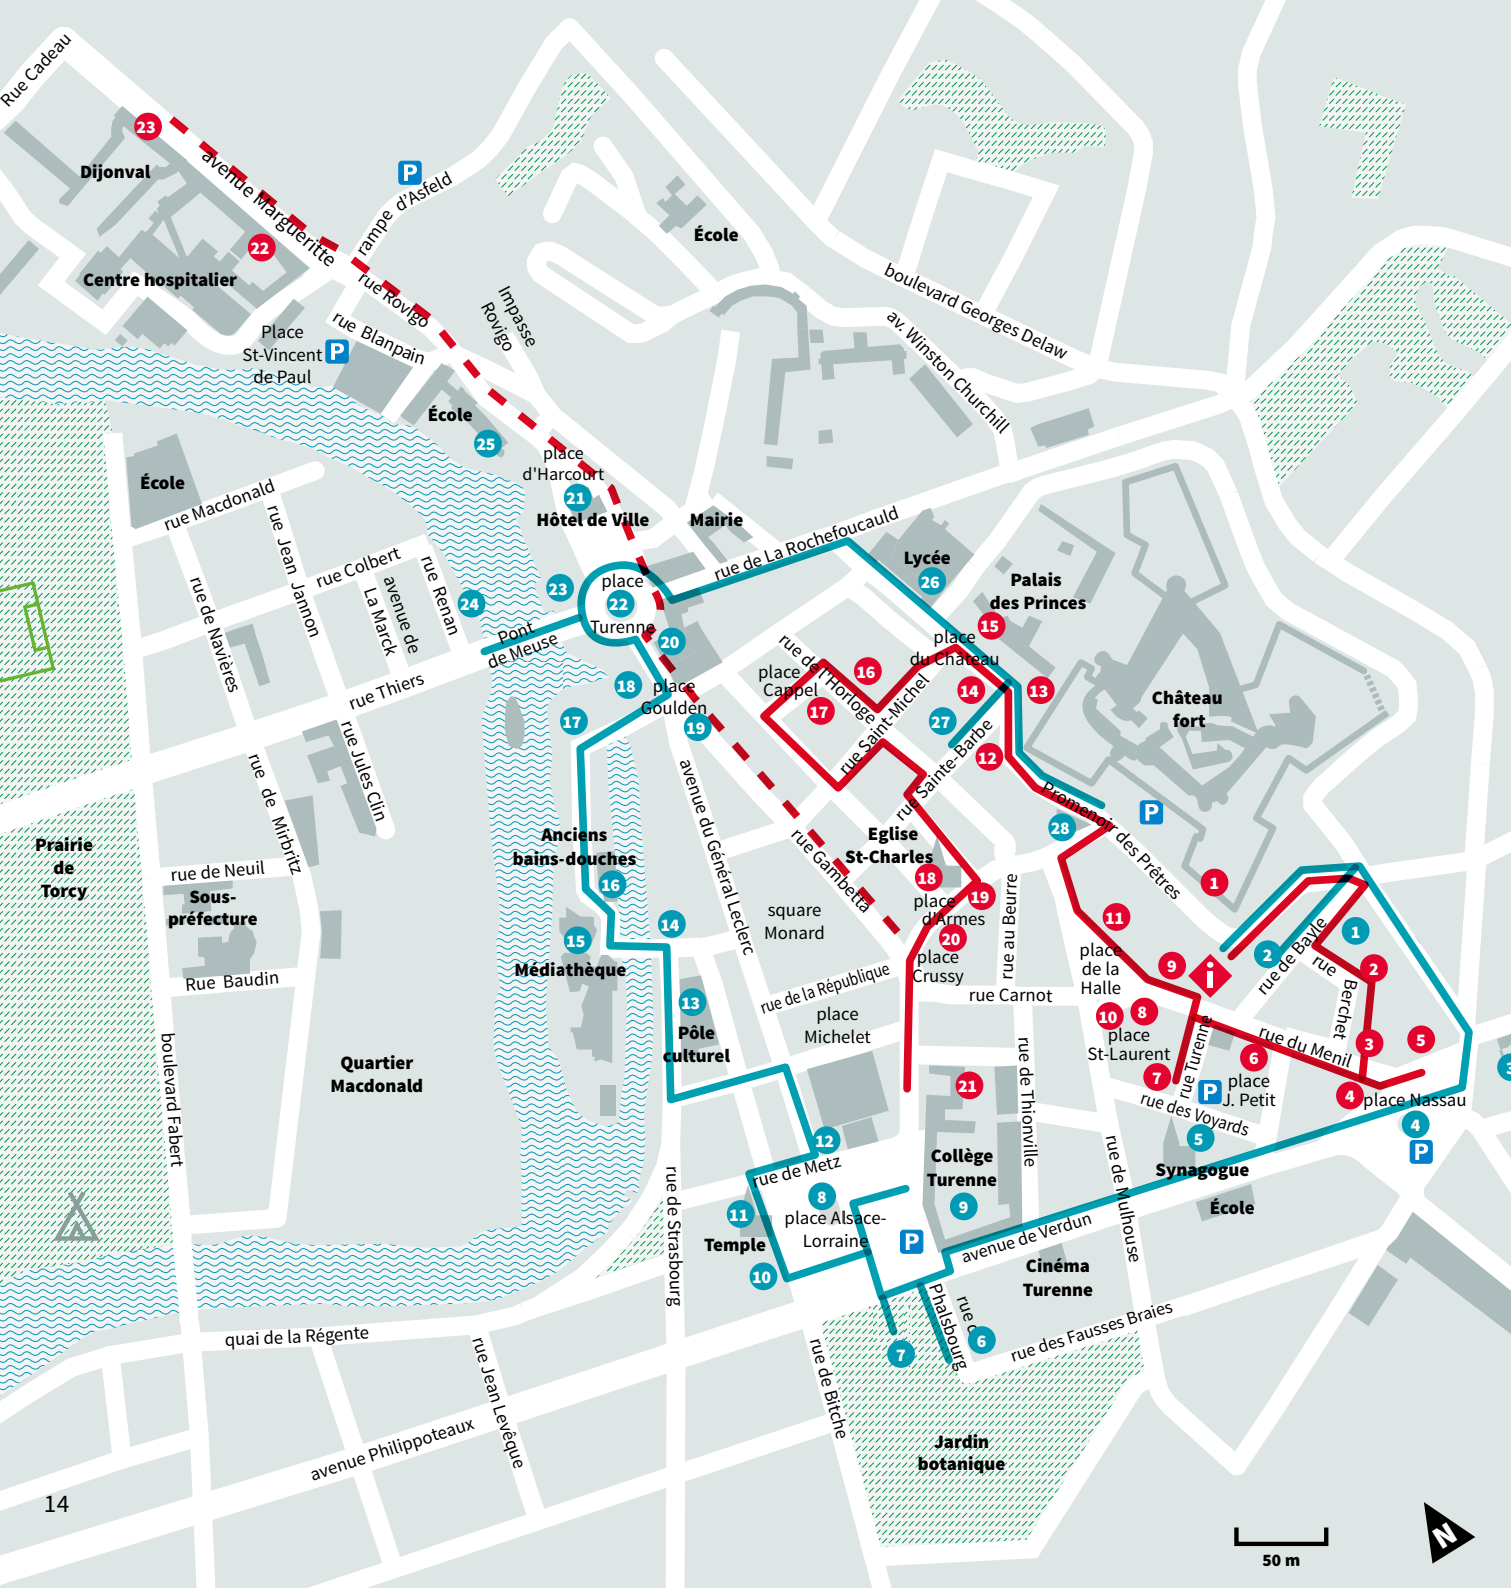 Rue Cadeau
23
Dijonval
avenue Margueritte
22
Centre hospitalier
P
rampe d'Asfeld
rue Rovigo
Impasse
Rovigo
rue Blanpain
Place
St-Vincent
de Paul
P
École
25
École
boulevard Georges Delaw
av. Winston Churchill
place
d'Harcourt
21
Hôtel de Ville
Mairie
rue de La Rochefoucauld
Lycée
26
Palais
des Princes
15
École
rue Macdonald
rue Jean Jannon
rue Colbert
avenue de
La Marck
rue Renan
24
rue de Navières
23
place
22
Turenne
20
Pont
de Meuse
rue Thiers
18
place
Goulden
19
17
rue de l'Horloge
place
Cappel
16
17
rue Saint-Michel
place
du Château
14
13
27
12
rue Sainte-Barbe
Château
fort
Promenoir des Prêtres
P
28
rue Jules Clin
rue de Mirbritz
avenue du Général Leclerc
Prairie
de
Torcy
rue de Neuil
Sous-
préfecture
Rue Baudin
Anciens
bains-douches
16
15
Médiathèque
14
13
Pôle
culturel
rue Gambetta
square
Monard
Eglise
St-Charles
18
place
d'Armes
19
20
place
Crussy
rue au Beurre
rue de la République
place
Michelet
rue Carnot
1
11
place
de la
Halle
9
i
10
8
place
St-Laurent
7
rue Turenne
rue de Bayle
2
1
rue
Berchet
2
3
5
rue du Menil
6
place
J. Petit
P
4
place Nassau
4
P
rue des Voyards
5
Synagogue
École
boulevard Fabert
Quartier
Macdonald
rue de Thionville
21
Collège
Turenne
9
12
rue de Metz
8
place Alsace-
Lorraine
11
Temple
10
P
rue de Strasbourg
rue de Mulhouse
avenue de Verdun
Cinéma
Turenne
Phalsbourg
6
7
rue des Fausses Braies
quai de la Régente
rue Jean Levêque
avenue Philippoteaux
rue de Bitche
Jardin
botanique
14
50 m
N